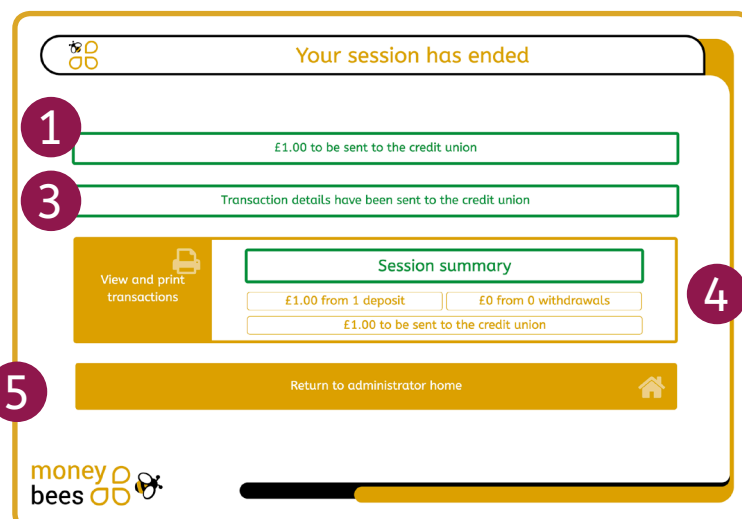 Your session has ended
1
£1.00 to be sent to the credit union
3
Transaction details have been sent to the credit union
View and print
transactions
Session summary
£1.00 from 1 deposit
£0 from 0 withdrawals
£1.00 to be sent to the credit union
4
5
Return to administrator home
money
bees